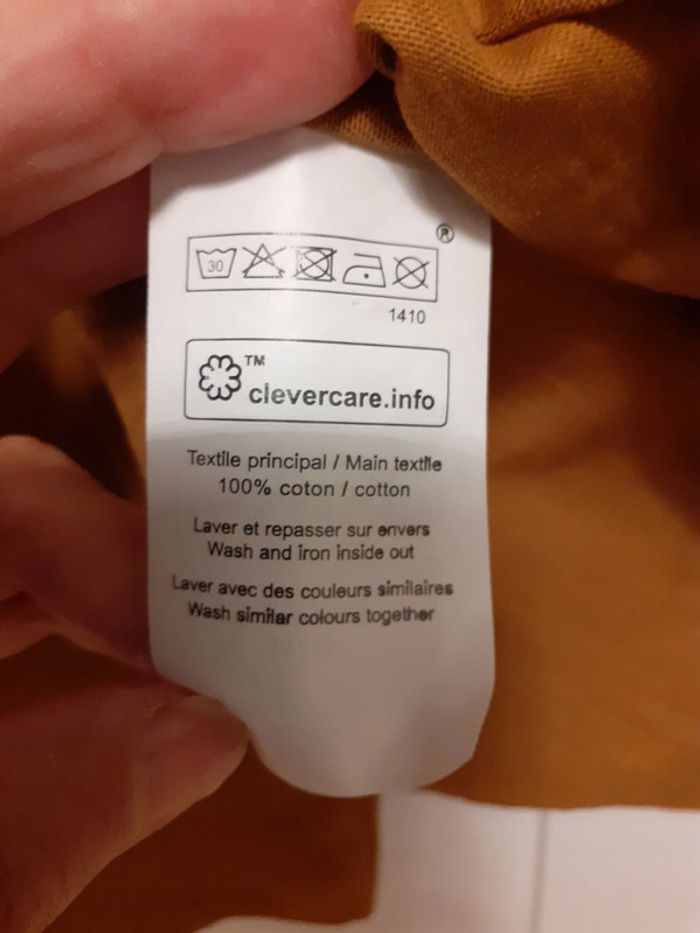 ®
30
1410
TM
clevercare.info
Textile principal / Main textile
100% coton / cotton
Laver et repasser sur envers
Wash and iron inside out
Laver avec des couleurs similaires
Wash similar colours together